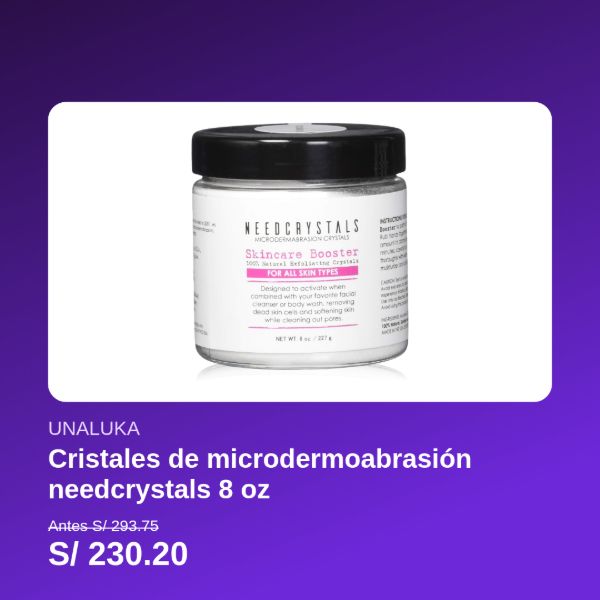 NEEDCRYSTALS
MICRODERMABRASION CRYSTALS
Skincare Booster
100% Natural Exfoliating Crystals
FOR ALL SKIN TYPES
Designed to activate when
combined with your favorite facial
cleanser or body wash, removing
dead skin cells and softening skin
while cleaning out pores.
NET WT. 8 oz / 227 g
UNALUKA
Cristales de microdermoabrasión
needcrystals 8 oz
Antes S/ 293.75
S/ 230.20